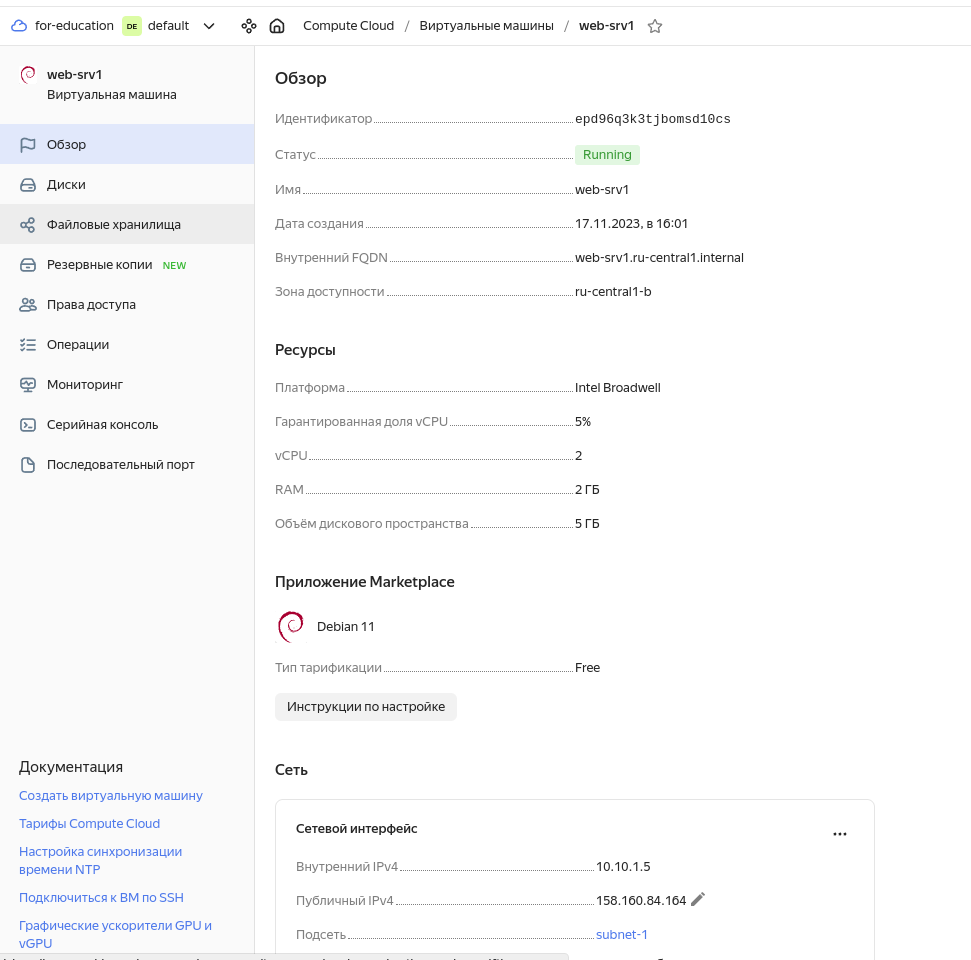 for-education DE default Compute Cloud / Виртуальные машины / web-srv1
web-srv1
Виртуальная машина
Обзор
Диски
Файловые хранилища
Резервные копии NEW
Права доступа
Операции
Мониторинг
Серийная консоль
Последовательный порт
Документация
Создать виртуальную машину
Тарифы Compute Cloud
Настройка синхронизации
времени NTP
Подключиться к ВМ по SSH
Графические ускорители GPU и
vGPU
Обзор
Идентификатор epd96q3k3tjbomsd10cs
Статус Running
Имя web-srv1
Дата создания 17.11.2023, в 16:01
Внутренний FQDN web-srv1.ru-central1.internal
Зона доступности ru-central1-b
Ресурсы
Платформа Intel Broadwell
Гарантированная доля vCPU 5%
vCPU 2
RAM 2 ГБ
Объём дискового пространства 5 ГБ
Приложение Marketplace
Debian 11
Тип тарификации Free
Инструкции по настройке
Сеть
Сетевой интерфейс
Внутренний IPv4 10.10.1.5
Публичный IPv4 158.160.84.164
Подсеть subnet-1